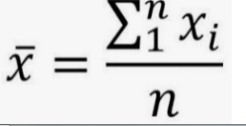 x̄ = ∑₁ⁿ xᵢ / n